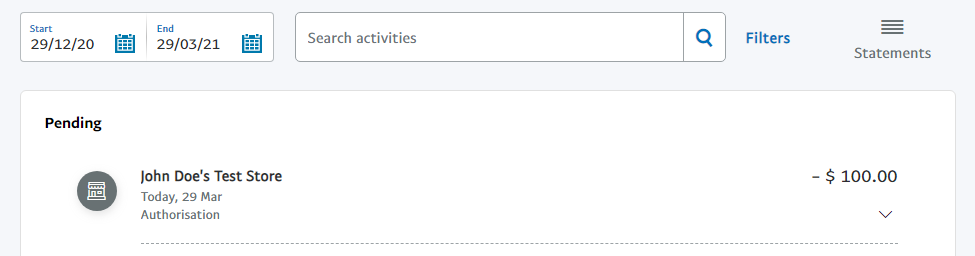 Start
29/12/20
End
29/03/21
Search activities
Filters
Statements
Pending
John Doe's Test Store
– $ 100.00
Today, 29 Mar
Authorisation